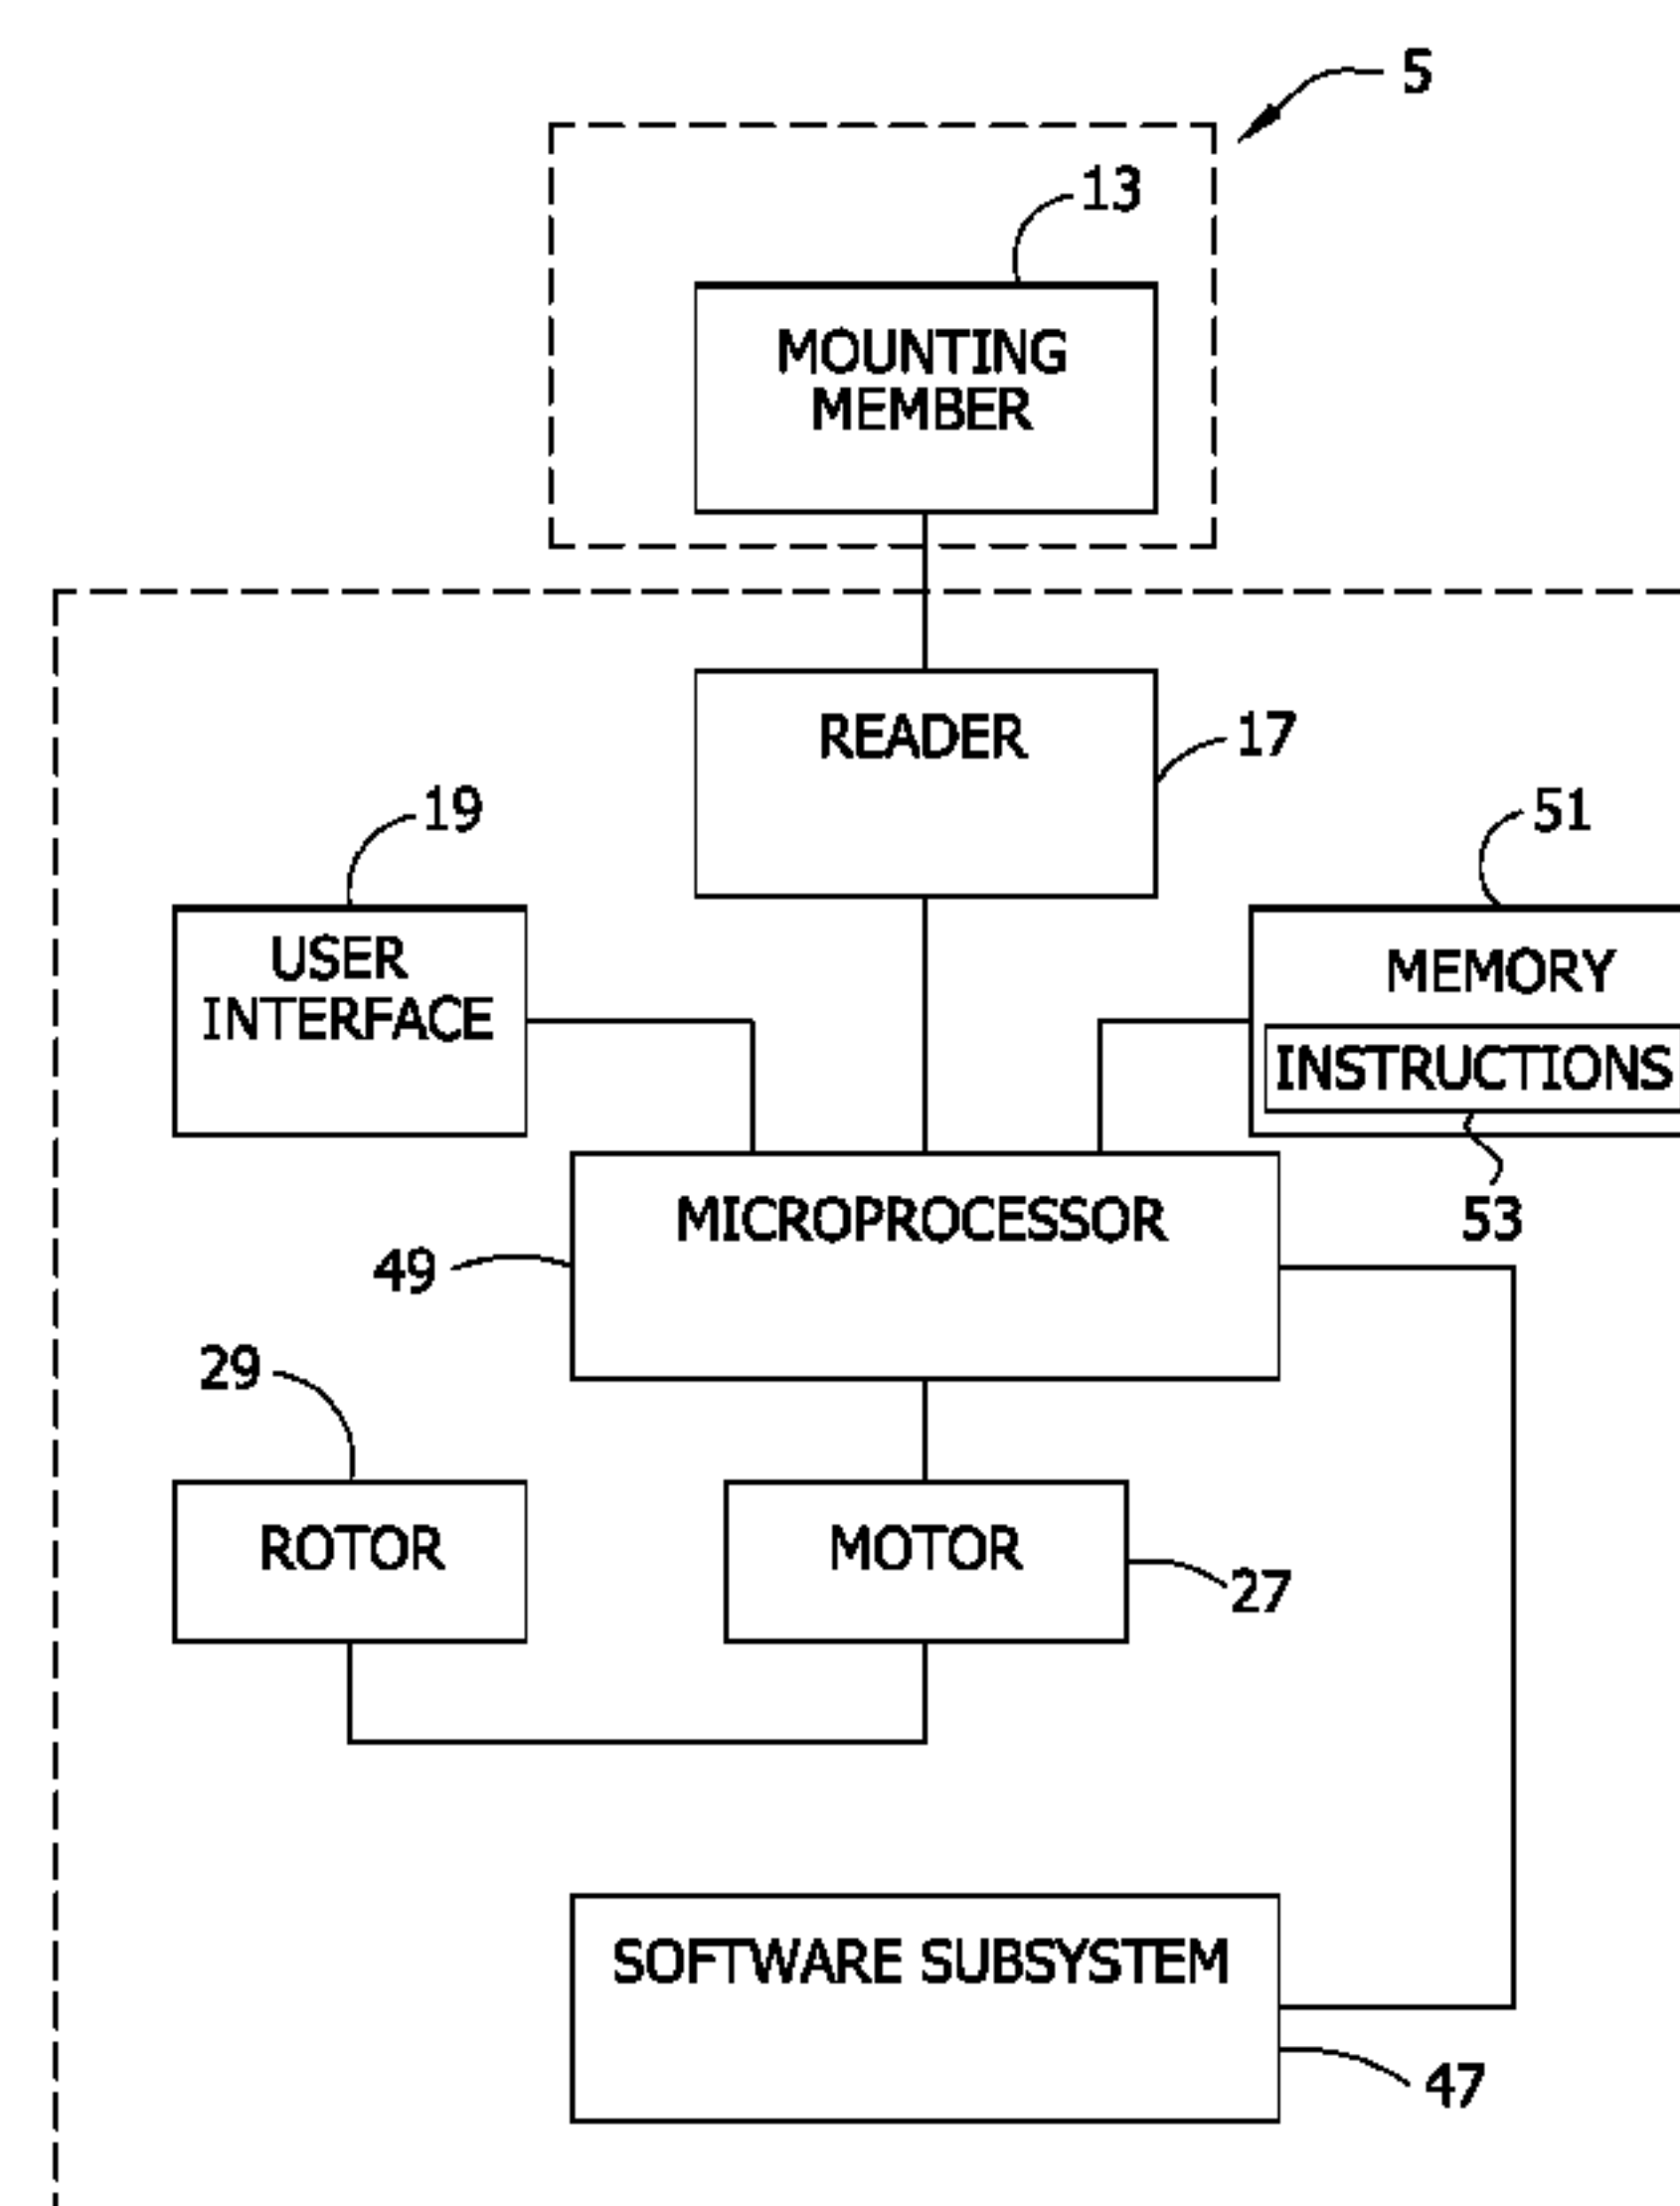 5
13
MOUNTING
MEMBER
READER
17
19
51
USER
INTERFACE
MEMORY
INSTRUCTIONS
53
MICROPROCESSOR
49
29
ROTOR
MOTOR
27
SOFTWARE SUBSYSTEM
47